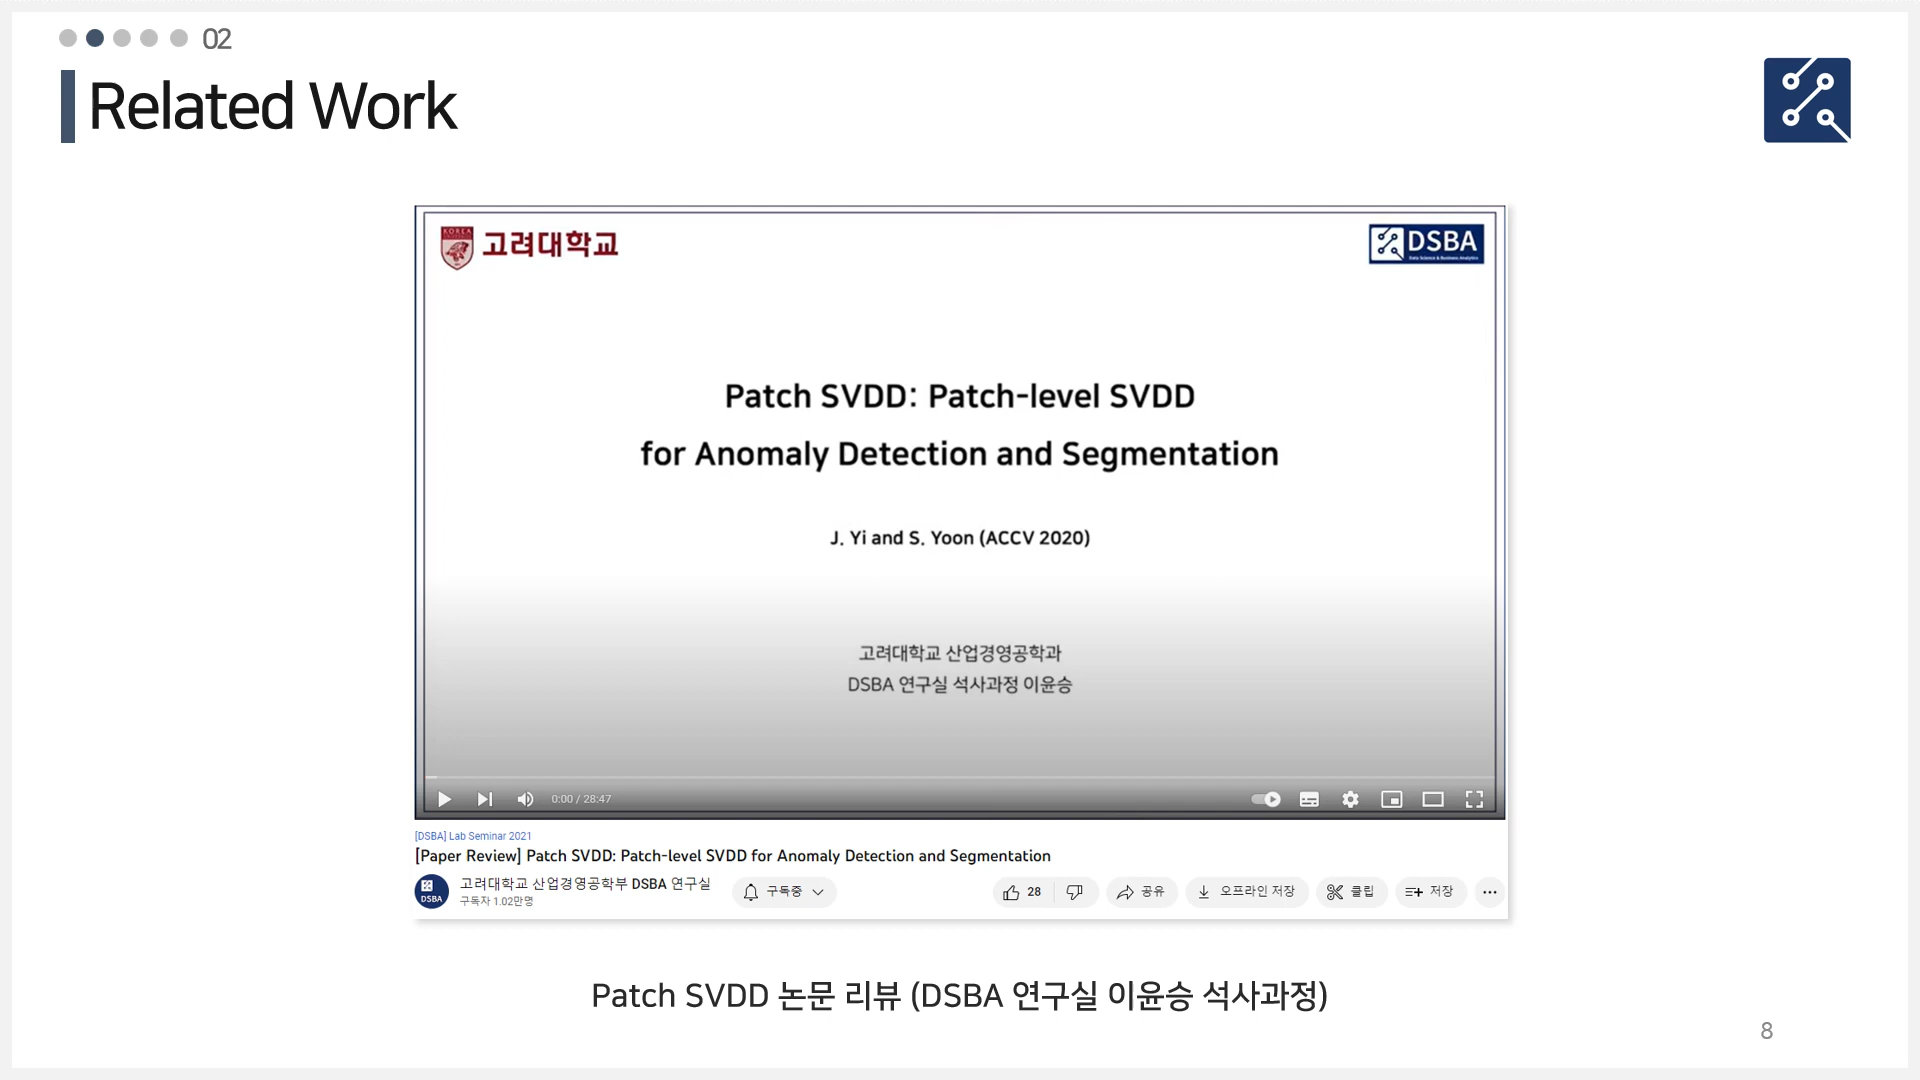 02
Related Work
KOREA
고려대학교
DSBA
Data Science & Business Analytics
Patch SVDD: Patch-level SVDD
for Anomaly Detection and Segmentation
J. Yi and S. Yoon (ACCV 2020)
고려대학교 산업경영공학과
DSBA 연구실 석사과정 이윤승
0:00 / 28:47
[DSBA] Lab Seminar 2021
[Paper Review] Patch SVDD: Patch-level SVDD for Anomaly Detection and Segmentation
DSBA
고려대학교 산업경영공학부 DSBA 연구실
구독자 1.02만명
구독중
28
공유
오프라인 저장
클립
저장
Patch SVDD 논문 리뷰 (DSBA 연구실 이윤승 석사과정)
8